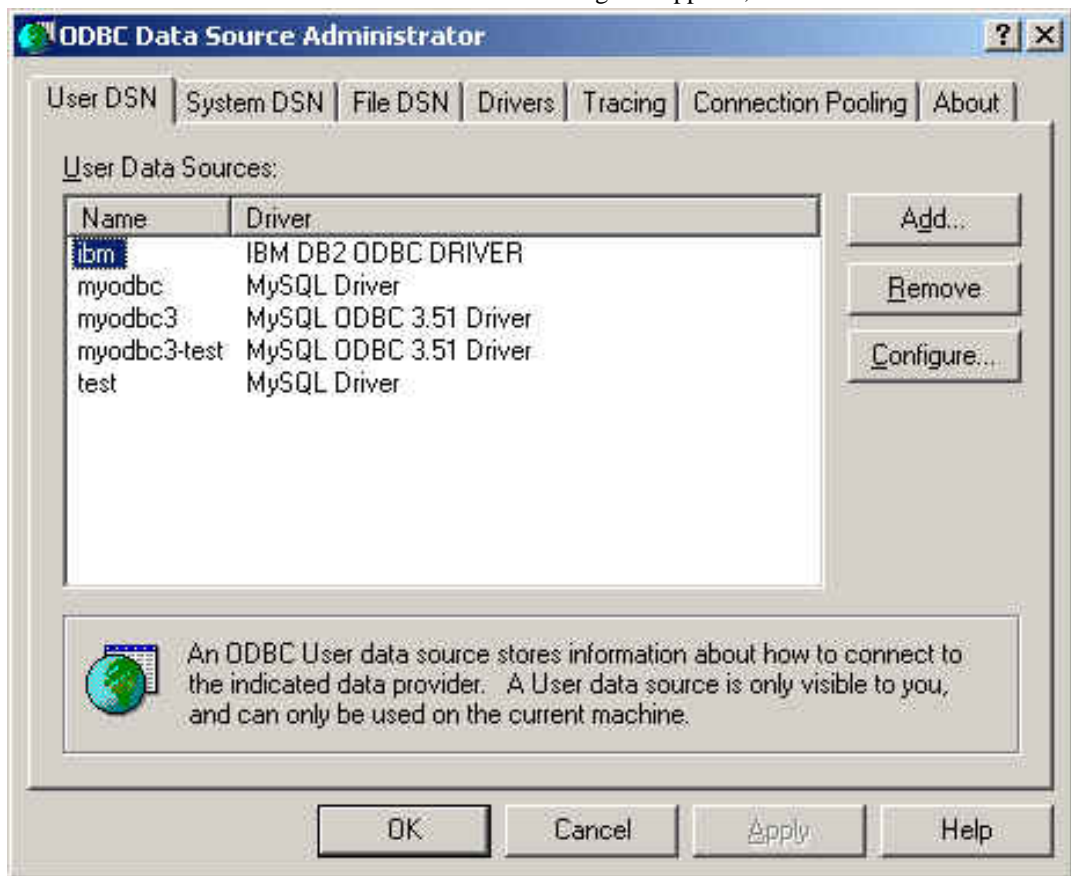 ODBC Data Source Administrator
User DSN System DSN File DSN Drivers Tracing Connection Pooling About
User Data Sources:
Name Driver
ibm IBM DB2 ODBC DRIVER
myodbc MySQL Driver
myodbc3 MySQL ODBC 3.51 Driver
myodbc3-test MySQL ODBC 3.51 Driver
test MySQL Driver
Add...
Remove
Configure...
An ODBC User data source stores information about how to connect to
the indicated data provider. A User data source is only visible to you,
and can only be used on the current machine.
OK Cancel Apply Help